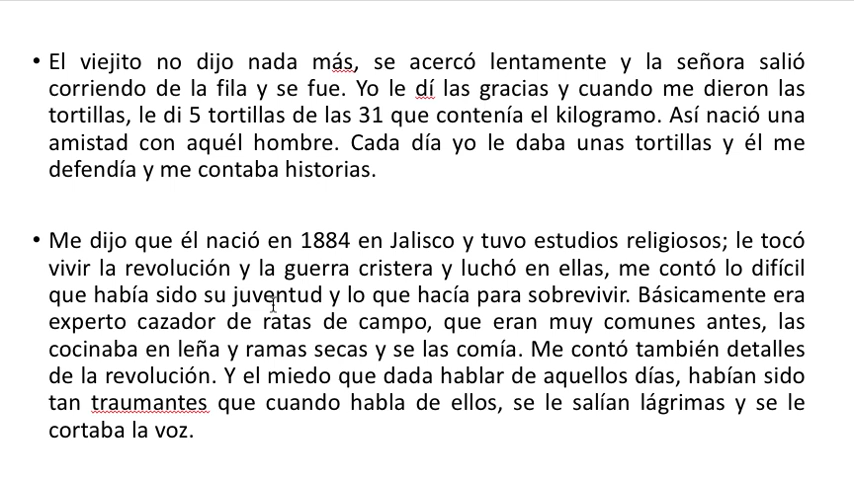 • El viejito no dijo nada más, se acercó lentamente y la señora salió
corriendo de la fila y se fue. Yo le dí las gracias y cuando me dieron las
tortillas, le di 5 tortillas de las 31 que contenía el kilogramo. Así nació una
amistad con aquél hombre. Cada día yo le daba unas tortillas y él me
defendía y me contaba historias.
• Me dijo que él nació en 1884 en Jalisco y tuvo estudios religiosos; le tocó
vivir la revolución y la guerra cristera y luchó en ellas, me contó lo difícil
que había sido su juventud y lo que hacía para sobrevivir. Básicamente era
experto cazador de ratas de campo, que eran muy comunes antes, las
cocinaba en leña y ramas secas y se las comía. Me contó también detalles
de la revolución. Y el miedo que dada hablar de aquellos días, habían sido
tan traumantes que cuando habla de ellos, se le salían lágrimas y se le
cortaba la voz.